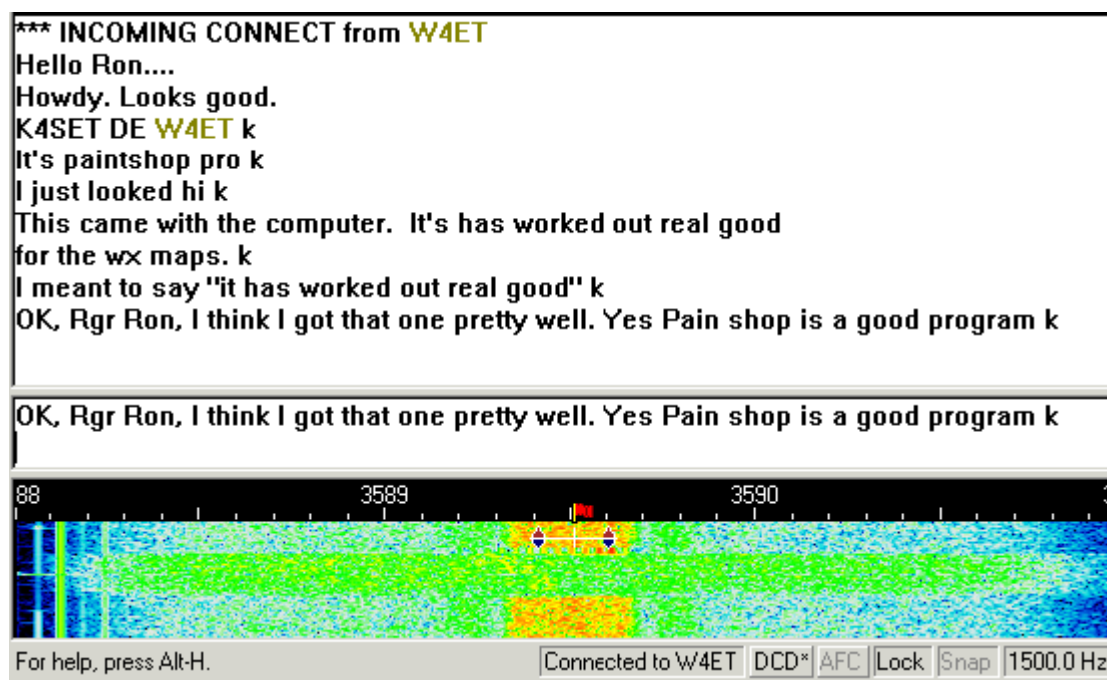 *** INCOMING CONNECT from W4ET
Hello Ron....
Howdy. Looks good.
K4SET DE W4ET k
It's paintshop pro k
I just looked hi k
This came with the computer.  It's has worked out real good
for the wx maps. k
I meant to say "it has worked out real good" k
OK, Rgr Ron, I think I got that one pretty well. Yes Pain shop is a good program k
OK, Rgr Ron, I think I got that one pretty well. Yes Pain shop is a good program k
88 3589 3590
For help, press Alt-H. Connected to W4ET DCD* AFC Lock Snap 1500.0 Hz